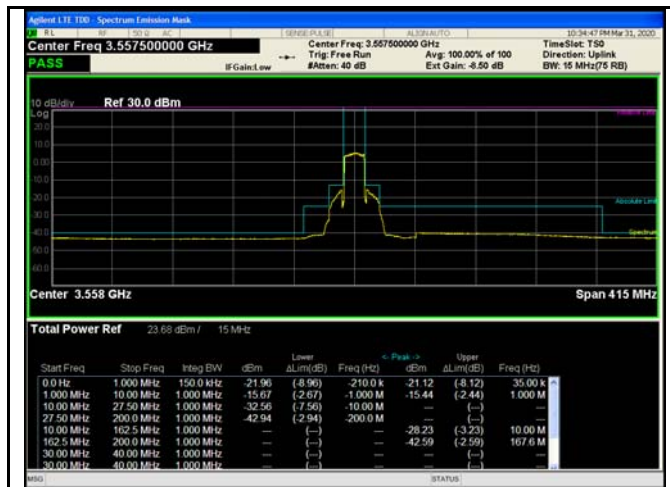 Agilent LTE TDD - Spectrum Emission Mask
RL RF 50 Ω AC SENSE:PULSE ALIGN AUTO 10:34:47 PM Mar 31, 2020
Center Freq 3.557500000 GHz Center Freq: 3.557500000 GHz TimeSlot: TS0
Trig: Free Run Avg: 100.00% of 100 Direction: Uplink
PASS IFGain:Low #Atten: 40 dB Ext Gain: -8.50 dB BW: 15 MHz(75 RB)
10 dB/div Ref 30.0 dBm
Log
20.0
10.0
0.00
-10.0
-20.0 Absolute Limit
-30.0
-40.0 Spectrum
-50.0
-60.0
Center 3.558 GHz Span 415 MHz
Total Power Ref 23.68 dBm / 15 MHz
Lower <- Peak -> Upper
Start Freq Stop Freq Integ BW dBm ΔLim(dB) Freq (Hz) dBm ΔLim(dB) Freq (Hz)
0.0 Hz 1.000 MHz 150.0 kHz -21.96 (-8.96) -210.0 k -21.12 (-8.12) 35.00 k
1.000 MHz 10.00 MHz 1.000 MHz -15.67 (-2.67) -1.000 M -15.44 (-2.44) 1.000 M
10.00 MHz 27.50 MHz 1.000 MHz -32.56 (-7.56) -10.00 M --- (---) ---
27.50 MHz 200.0 MHz 1.000 MHz -42.94 (-2.94) -200.0 M --- (---) ---
10.00 MHz 162.5 MHz 1.000 MHz --- (---) --- -28.23 (-3.23) 10.00 M
162.5 MHz 200.0 MHz 1.000 MHz --- (---) --- -42.59 (-2.59) 167.6 M
30.00 MHz 40.00 MHz 1.000 MHz --- (---) --- --- (---) ---
30.00 MHz 40.00 MHz 1.000 MHz --- (---) --- --- (---) ---
MSG STATUS